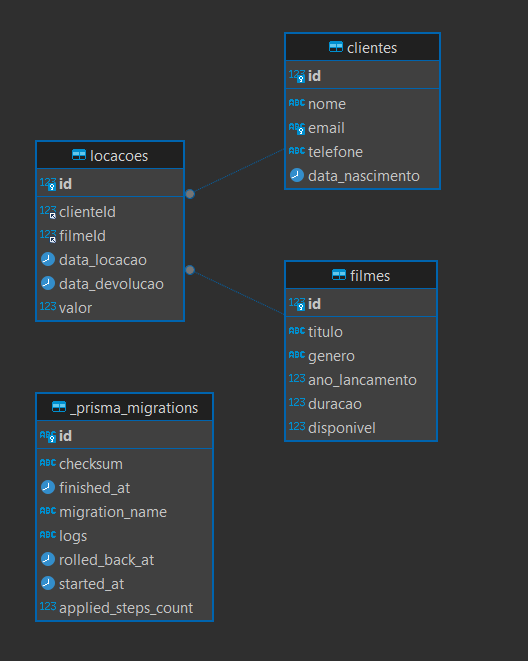 clientes
id
nome
email
telefone
data_nascimento
locacoes
id
clienteId
filmeId
data_locacao
data_devolucao
valor
filmes
id
titulo
genero
ano_lancamento
duracao
disponivel
_prisma_migrations
id
checksum
finished_at
migration_name
logs
rolled_back_at
started_at
applied_steps_count